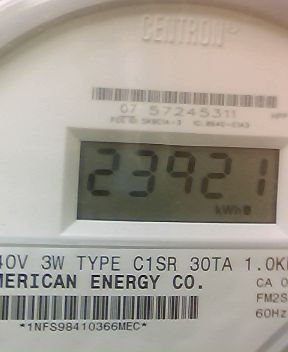 CENTRON
07 57245311
23921
kWh
40V 3W TYPE C1SR 30TA 1.0K
MERICAN ENERGY CO.
CA 0
FM2S
60Hz
*1NFS98410366MEC*